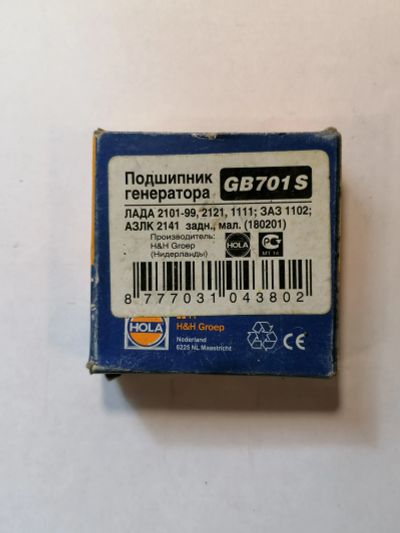 Подшипник
генератора
GB701S
ЛАДА 2101-99, 2121, 1111; ЗАЗ 1102;
АЗЛК 2141 задн., мал. (180201)
Производитель:
H&H Groep
(Нидерланды)
HOLA
8 777031 043802
HOLA
H&H Groep
Nederland
6225 NL Maastricht
CE